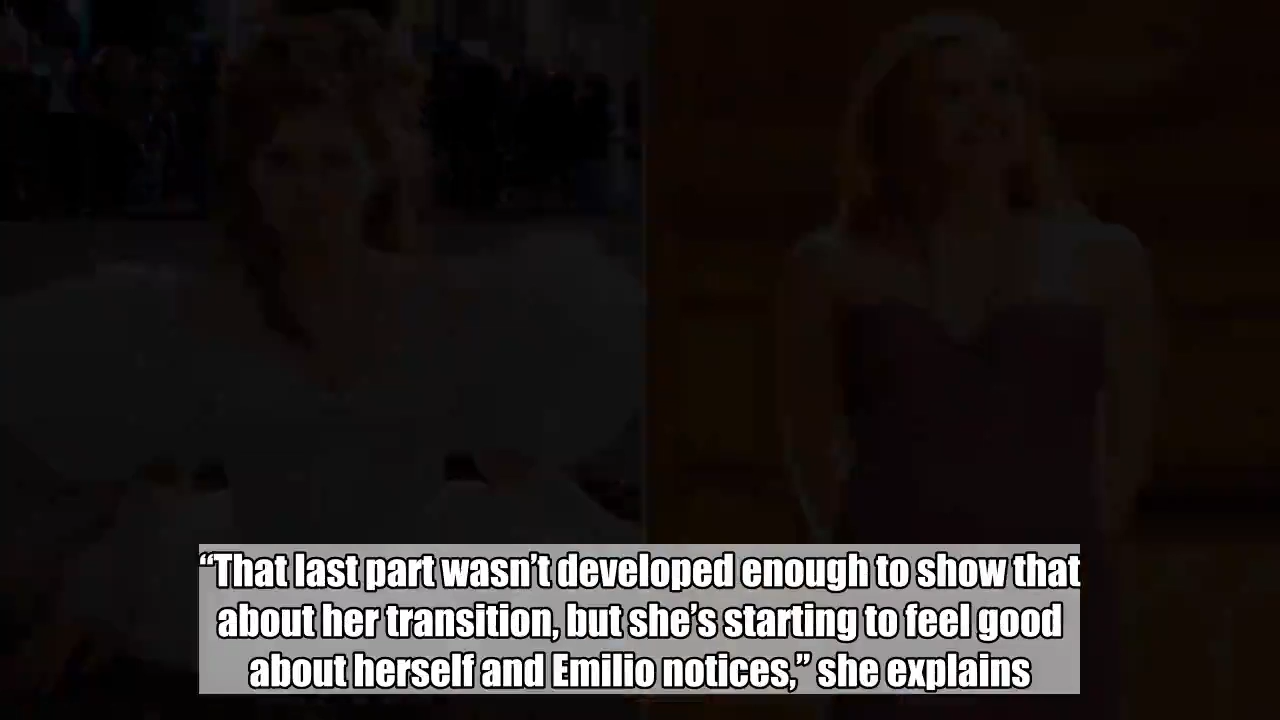 “That last part wasn’t developed enough to show that
about her transition, but she’s starting to feel good
about herself and Emilio notices,” she explains